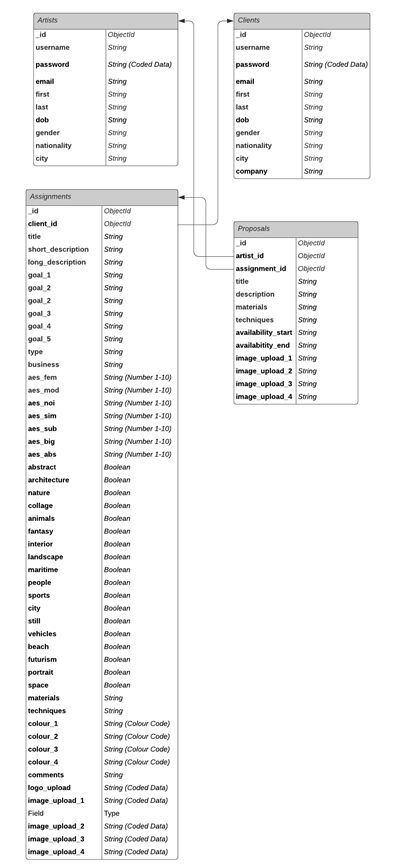 Artists
_id ObjectId
username String
password String (Coded Data)
email String
first String
last String
dob String
gender String
nationality String
city String
Clients
_id ObjectId
username String
password String (Coded Data)
email String
first String
last String
dob String
gender String
nationality String
city String
company String
Assignments
_id ObjectId
client_id ObjectId
title String
short_description String
long_description String
goal_1 String
goal_2 String
goal_2 String
goal_3 String
goal_4 String
goal_5 String
type String
business String
aes_fem String (Number 1-10)
aes_mod String (Number 1-10)
aes_noi String (Number 1-10)
aes_sim String (Number 1-10)
aes_sub String (Number 1-10)
aes_big String (Number 1-10)
aes_abs String (Number 1-10)
abstract Boolean
architecture Boolean
nature Boolean
collage Boolean
animals Boolean
fantasy Boolean
interior Boolean
landscape Boolean
maritime Boolean
people Boolean
sports Boolean
city Boolean
still Boolean
vehicles Boolean
beach Boolean
futurism Boolean
portrait Boolean
space Boolean
materials String
techniques String
colour_1 String (Colour Code)
colour_2 String (Colour Code)
colour_3 String (Colour Code)
colour_4 String (Colour Code)
comments String
logo_upload String (Coded Data)
image_upload_1 String (Coded Data)
Field Type
image_upload_2 String (Coded Data)
image_upload_3 String (Coded Data)
image_upload_4 String (Coded Data)
Proposals
_id ObjectId
artist_id ObjectId
assignment_id ObjectId
title String
description String
materials String
techniques String
availability_start String
availabitity_end String
image_upload_1 String
image_upload_2 String
image_upload_3 String
image_upload_4 String